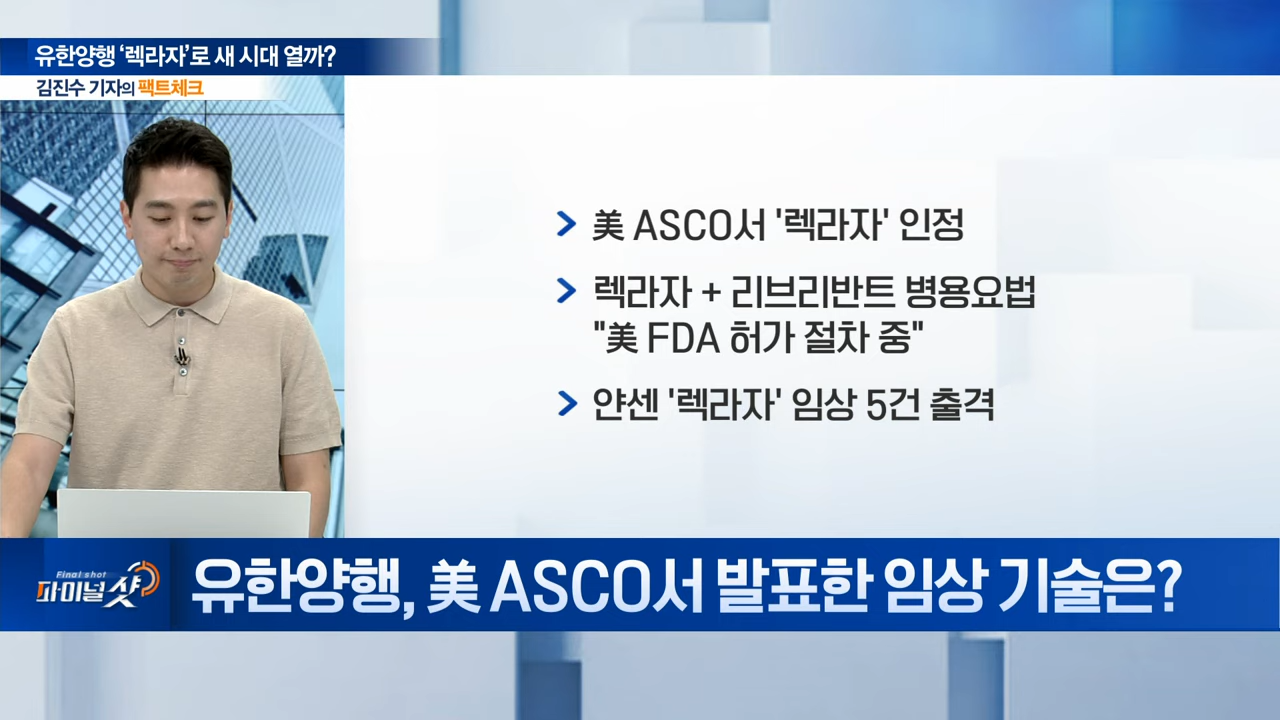 유한양행 ‘렉라자’로 새 시대 열까?
김진수 기자의 팩트체크
美 ASCO서 '렉라자' 인정
렉라자 + 리브리반트 병용요법
"美 FDA 허가 절차 중"
얀센 '렉라자' 임상 5건 출격
Final shot
파이널 샷
유한양행, 美 ASCO서 발표한 임상 기술은?